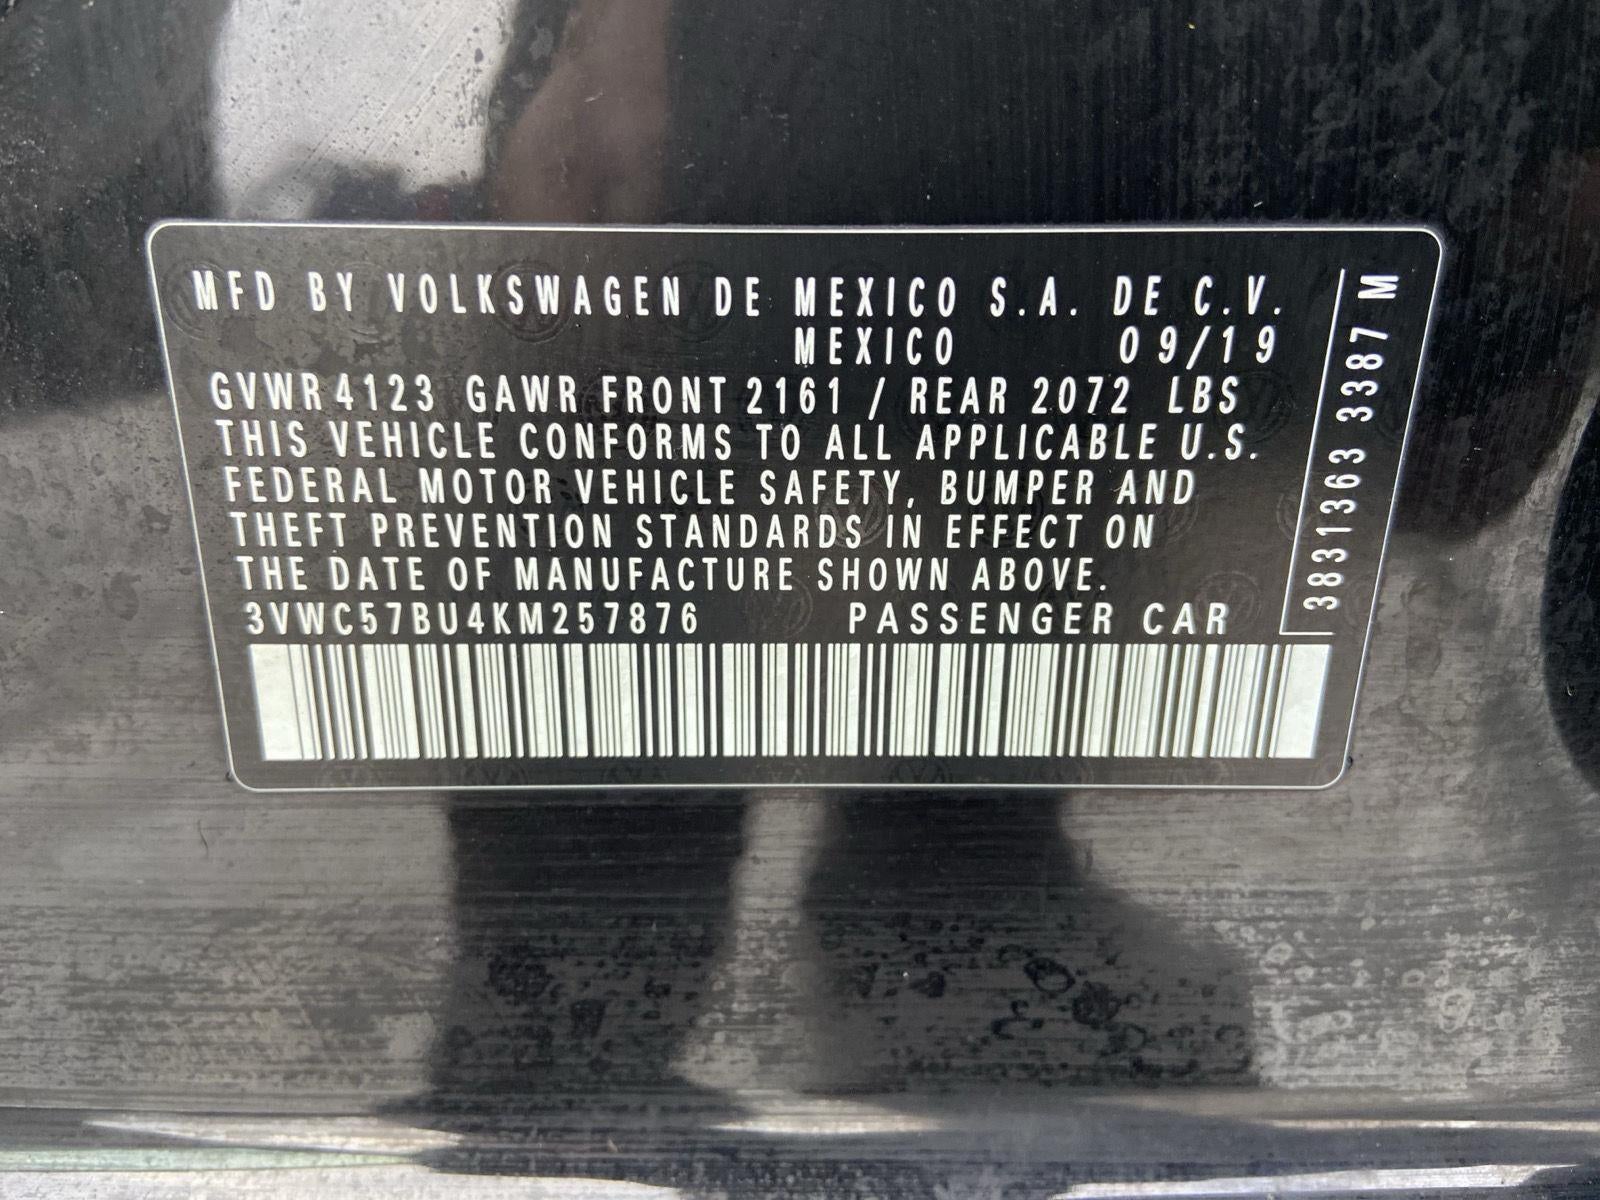 MFD BY VOLKSWAGEN DE MEXICO S.A. DE C.V.
MEXICO 09/19
GVWR 4123 GAWR FRONT 2161 / REAR 2072 LBS
THIS VEHICLE CONFORMS TO ALL APPLICABLE U.S.
FEDERAL MOTOR VEHICLE SAFETY, BUMPER AND
THEFT PREVENTION STANDARDS IN EFFECT ON
THE DATE OF MANUFACTURE SHOWN ABOVE.
3VWC57BU4KM257876 PASSENGER CAR
3831363 3387 M